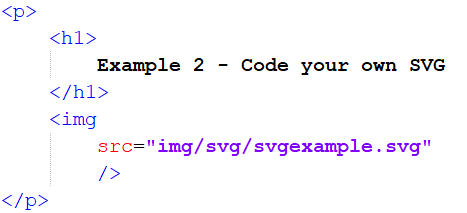 <p>
<h1>
Example 2 - Code your own SVG
</h1>
<img
src="img/svg/svgexample.svg"
/>
</p>